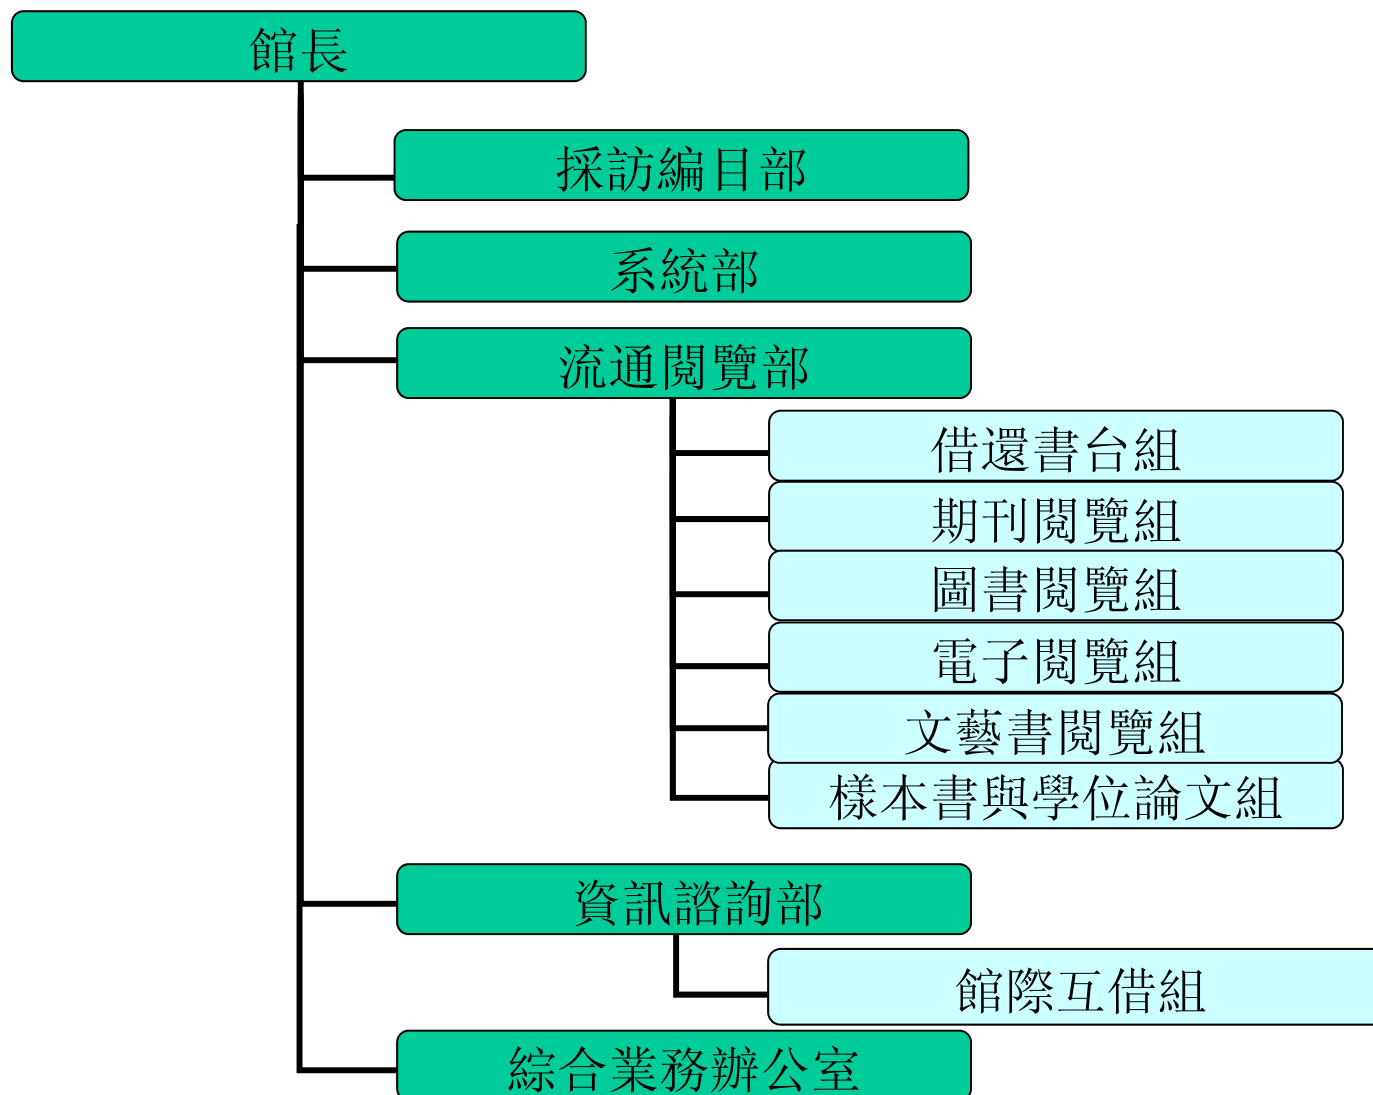 館長
採訪編目部
系統部
流通閱覽部
借還書台組
期刊閱覽組
圖書閱覽組
電子閱覽組
文藝書閱覽組
樣本書與學位論文組
資訊諮詢部
館際互借組
綜合業務辦公室